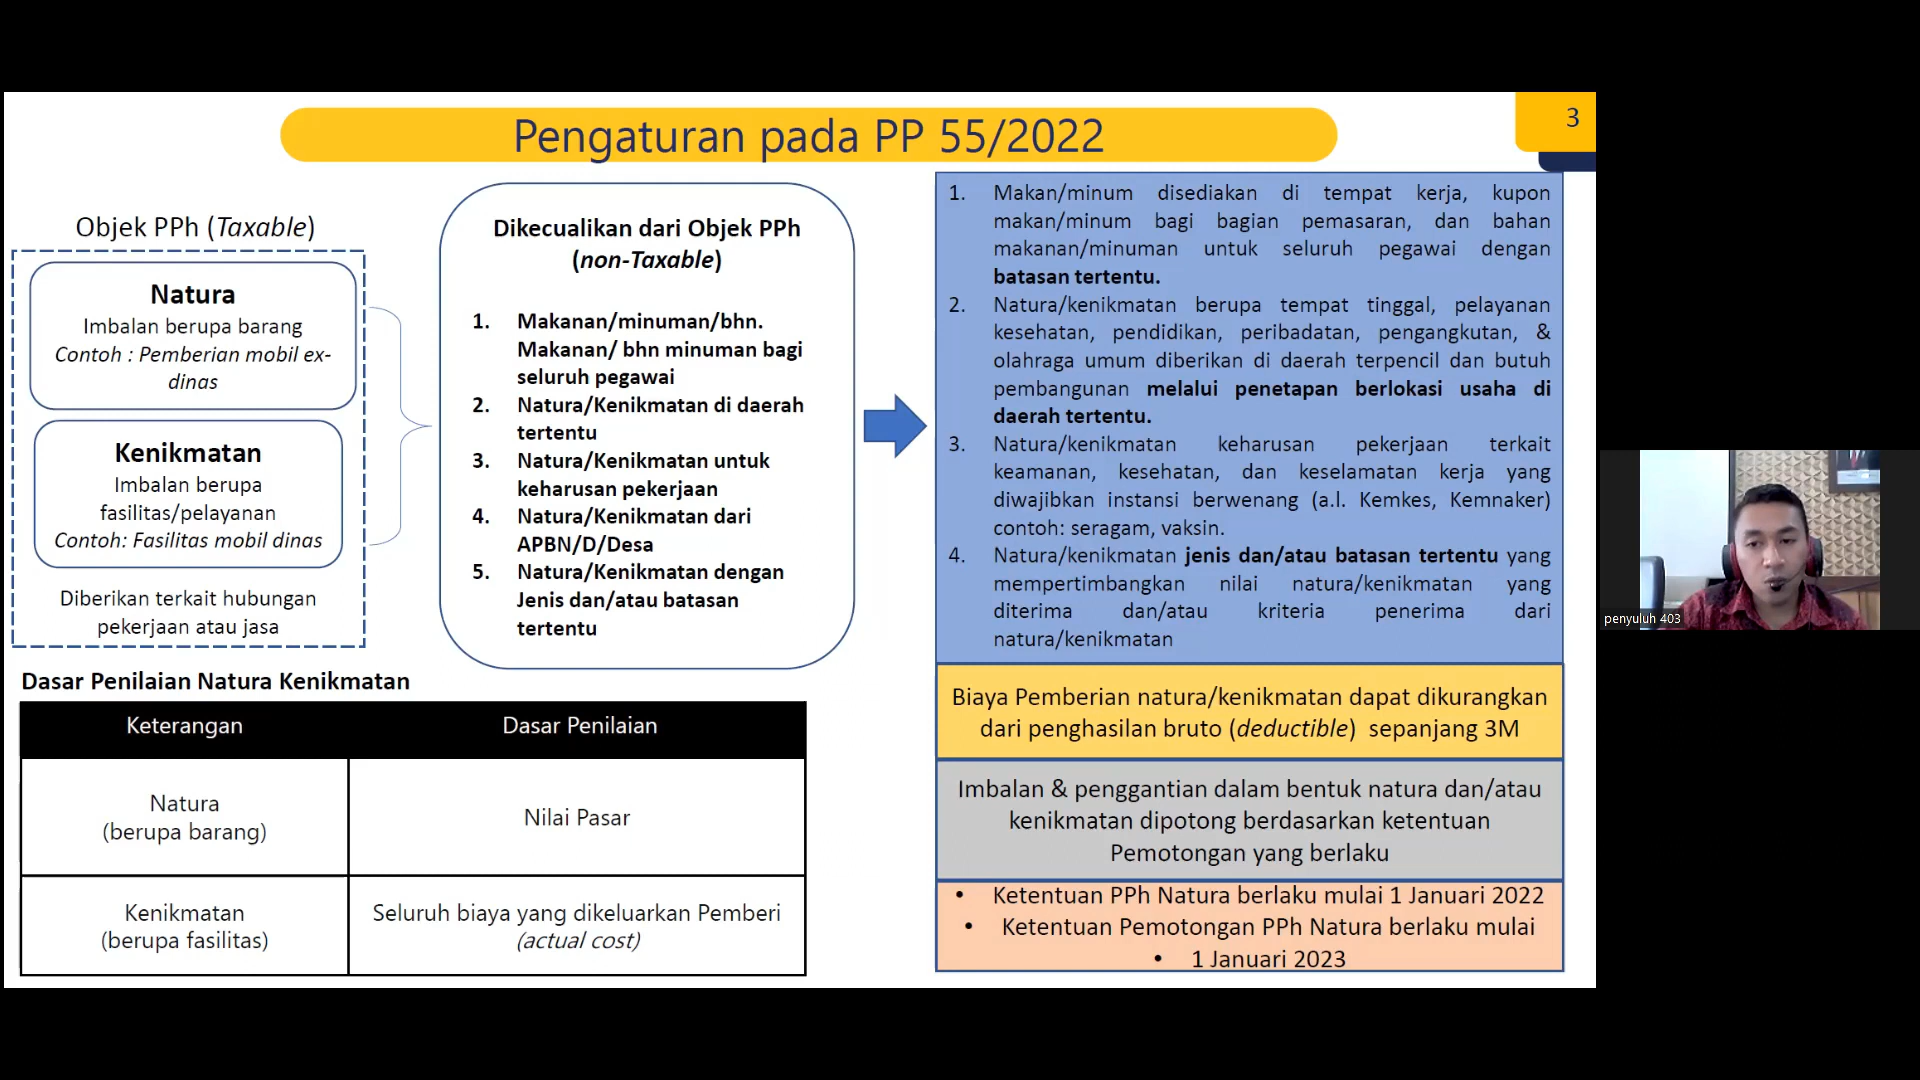 Pengaturan pada PP 55/2022
3
Objek PPh (Taxable)
Natura
Imbalan berupa barang
Contoh : Pemberian mobil ex-
dinas
Kenikmatan
Imbalan berupa
fasilitas/pelayanan
Contoh: Fasilitas mobil dinas
Diberikan terkait hubungan
pekerjaan atau jasa
Dikecualikan dari Objek PPh
(non-Taxable)
1. Makanan/minuman/bhn.
Makanan/ bhn minuman bagi
seluruh pegawai
2. Natura/Kenikmatan di daerah
tertentu
3. Natura/Kenikmatan untuk
keharusan pekerjaan
4. Natura/Kenikmatan dari
APBN/D/Desa
5. Natura/Kenikmatan dengan
Jenis dan/atau batasan
tertentu
1. Makan/minum disediakan di tempat kerja, kupon
makan/minum bagi bagian pemasaran, dan bahan
makanan/minuman untuk seluruh pegawai dengan
batasan tertentu.
2. Natura/kenikmatan berupa tempat tinggal, pelayanan
kesehatan, pendidikan, peribadatan, pengangkutan, &
olahraga umum diberikan di daerah terpencil dan butuh
pembangunan melalui penetapan berlokasi usaha di
daerah tertentu.
3. Natura/kenikmatan keharusan pekerjaan terkait
keamanan, kesehatan, dan keselamatan kerja yang
diwajibkan instansi berwenang (a.l. Kemkes, Kemnaker)
contoh: seragam, vaksin.
4. Natura/kenikmatan jenis dan/atau batasan tertentu yang
mempertimbangkan nilai natura/kenikmatan yang
diterima dan/atau kriteria penerima dari
natura/kenikmatan
Biaya Pemberian natura/kenikmatan dapat dikurangkan
dari penghasilan bruto (deductible) sepanjang 3M
Imbalan & penggantian dalam bentuk natura dan/atau
kenikmatan dipotong berdasarkan ketentuan
Pemotongan yang berlaku
• Ketentuan PPh Natura berlaku mulai 1 Januari 2022
• Ketentuan Pemotongan PPh Natura berlaku mulai
• 1 Januari 2023
Dasar Penilaian Natura Kenikmatan
Keterangan
Dasar Penilaian
Natura
(berupa barang)
Nilai Pasar
Kenikmatan
(berupa fasilitas)
Seluruh biaya yang dikeluarkan Pemberi
(actual cost)
penyuluh 403